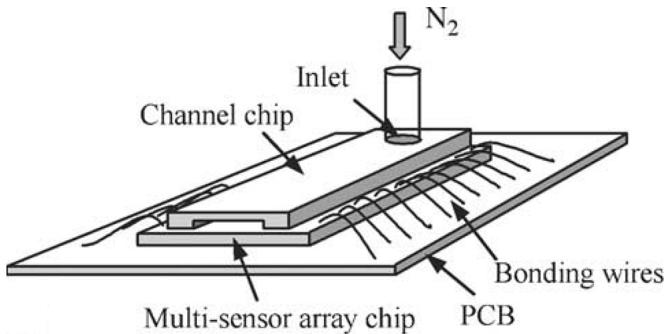 N₂
Inlet
Channel chip
Bonding wires
Multi-sensor array chip
PCB